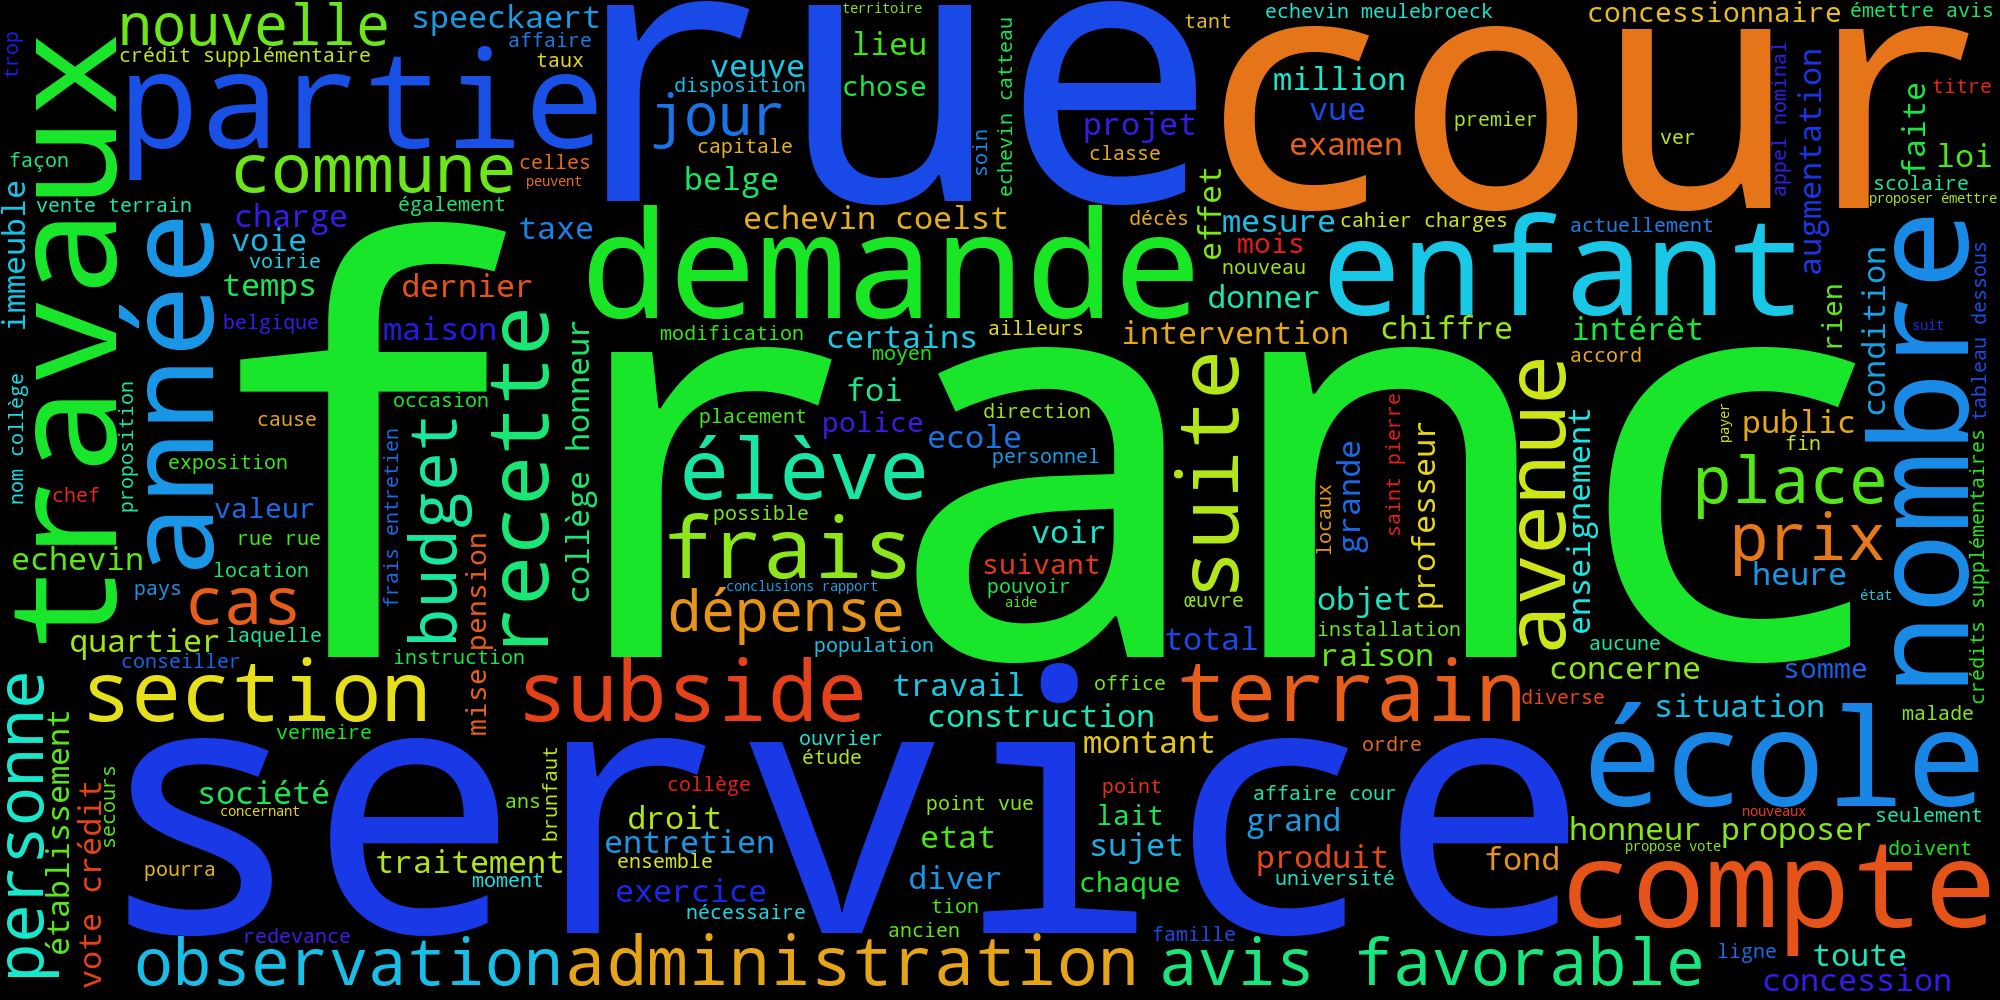 franc
service
rue
cour
travaux
partie
demande
enfant
nombre
année
école
compte
section
subside
terrain
administration
observation
avis favorable
personne
recette
budget
suite
avenue
élève
frais
dépense
place
prix
cas
commune
nouvelle
jour
speeckaert
affaire
taux
crédit supplémentaire
trop
façon
immeuble
vente terrain
charge
également
celles
peuvent
voie
voirie
temps
taxe
belgique
dernier
maison
territoire
lieu
chose
veuve
disposition
capitale
belge
soin
echevin catteau
tant
echevin meulebroeck
concessionnaire
émettre avis
million
vue
examen
projet
classe
premier
ver
appel nominal
augmentation
faite
titre
loi
scolaire
proposer émettre
echevin coelst
décès
effet
mesure
mois
nouveau
donner
cahier charges
actuellement
rien
condition
suit
crédits supplémentaires tableau dessous
modification
certains
moyen
ailleurs
intervention
chiffre
intérêt
accord
collège honneur
foi
placement
police
ecole
direction
personnel
possible
voir
suivant
pouvoir
aide
conclusions rapport
population
œuvre
total
locaux
grande
saint pierre
professeur
enseignement
objet
installation
raison
payer
public
fin
heure
état
aucune
concerne
somme
diverse
situation
malade
nom collège
proposition
cause
occasion
exposition
chef
valeur
rue rue
frais entretien
echevin
location
pays
quartier
laquelle
conseiller
instruction
mise pension
vermeire
travail
office
construction
montant
ordre
ouvrier
étude
établissement
vote crédit
secours
société
concernant
ans
brunfaut
pourra
traitement
moment
redevance
collège
droit
entretien
ensemble
exercice
nécessaire
point vue
etat
diver
tion
ancien
point
lait
sujet
chaque
famille
affaire cour
grand
produit
université
fond
nouveaux
seulement
honneur proposer
propose vote
doivent
ligne
toute
concession